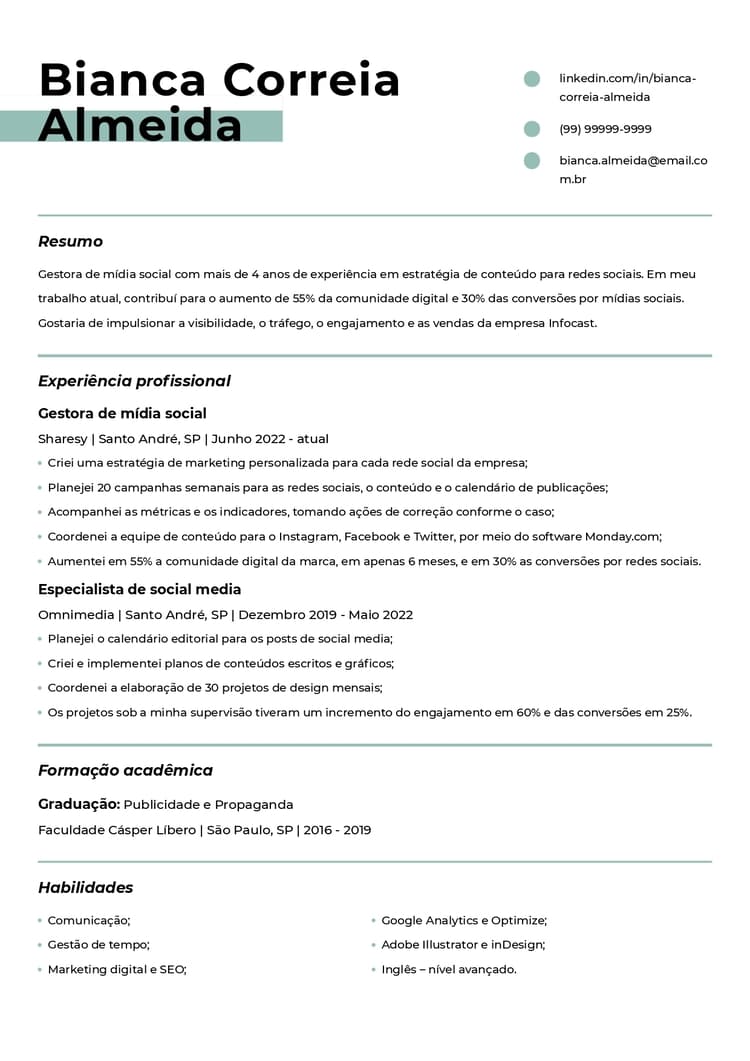 Bianca Correia
Almeida
linkedin.com/in/bianca-
correia-almeida
(99) 99999-9999
bianca.almeida@email.co
m.br
Resumo
Gestora de mídia social com mais de 4 anos de experiência em estratégia de conteúdo para redes sociais. Em meu
trabalho atual, contribuí para o aumento de 55% da comunidade digital e 30% das conversões por mídias sociais.
Gostaria de impulsionar a visibilidade, o tráfego, o engajamento e as vendas da empresa Infocast.
Experiência profissional
Gestora de mídia social
Sharesy | Santo André, SP | Junho 2022 - atual
• Criei uma estratégia de marketing personalizada para cada rede social da empresa;
• Planejei 20 campanhas semanais para as redes sociais, o conteúdo e o calendário de publicações;
• Acompanhei as métricas e os indicadores, tomando ações de correção conforme o caso;
• Coordenei a equipe de conteúdo para o Instagram, Facebook e Twitter, por meio do software Monday.com;
• Aumentei em 55% a comunidade digital da marca, em apenas 6 meses, e em 30% as conversões por redes sociais.
Especialista de social media
Omnimedia | Santo André, SP | Dezembro 2019 - Maio 2022
• Planejei o calendário editorial para os posts de social media;
• Criei e implementei planos de conteúdos escritos e gráficos;
• Coordenei a elaboração de 30 projetos de design mensais;
• Os projetos sob a minha supervisão tiveram um incremento do engajamento em 60% e das conversões em 25%.
Formação acadêmica
Graduação: Publicidade e Propaganda
Faculdade Cásper Líbero | São Paulo, SP | 2016 - 2019
Habilidades
• Comunicação;
• Gestão de tempo;
• Marketing digital e SEO;
• Google Analytics e Optimize;
• Adobe Illustrator e inDesign;
• Inglês – nível avançado.